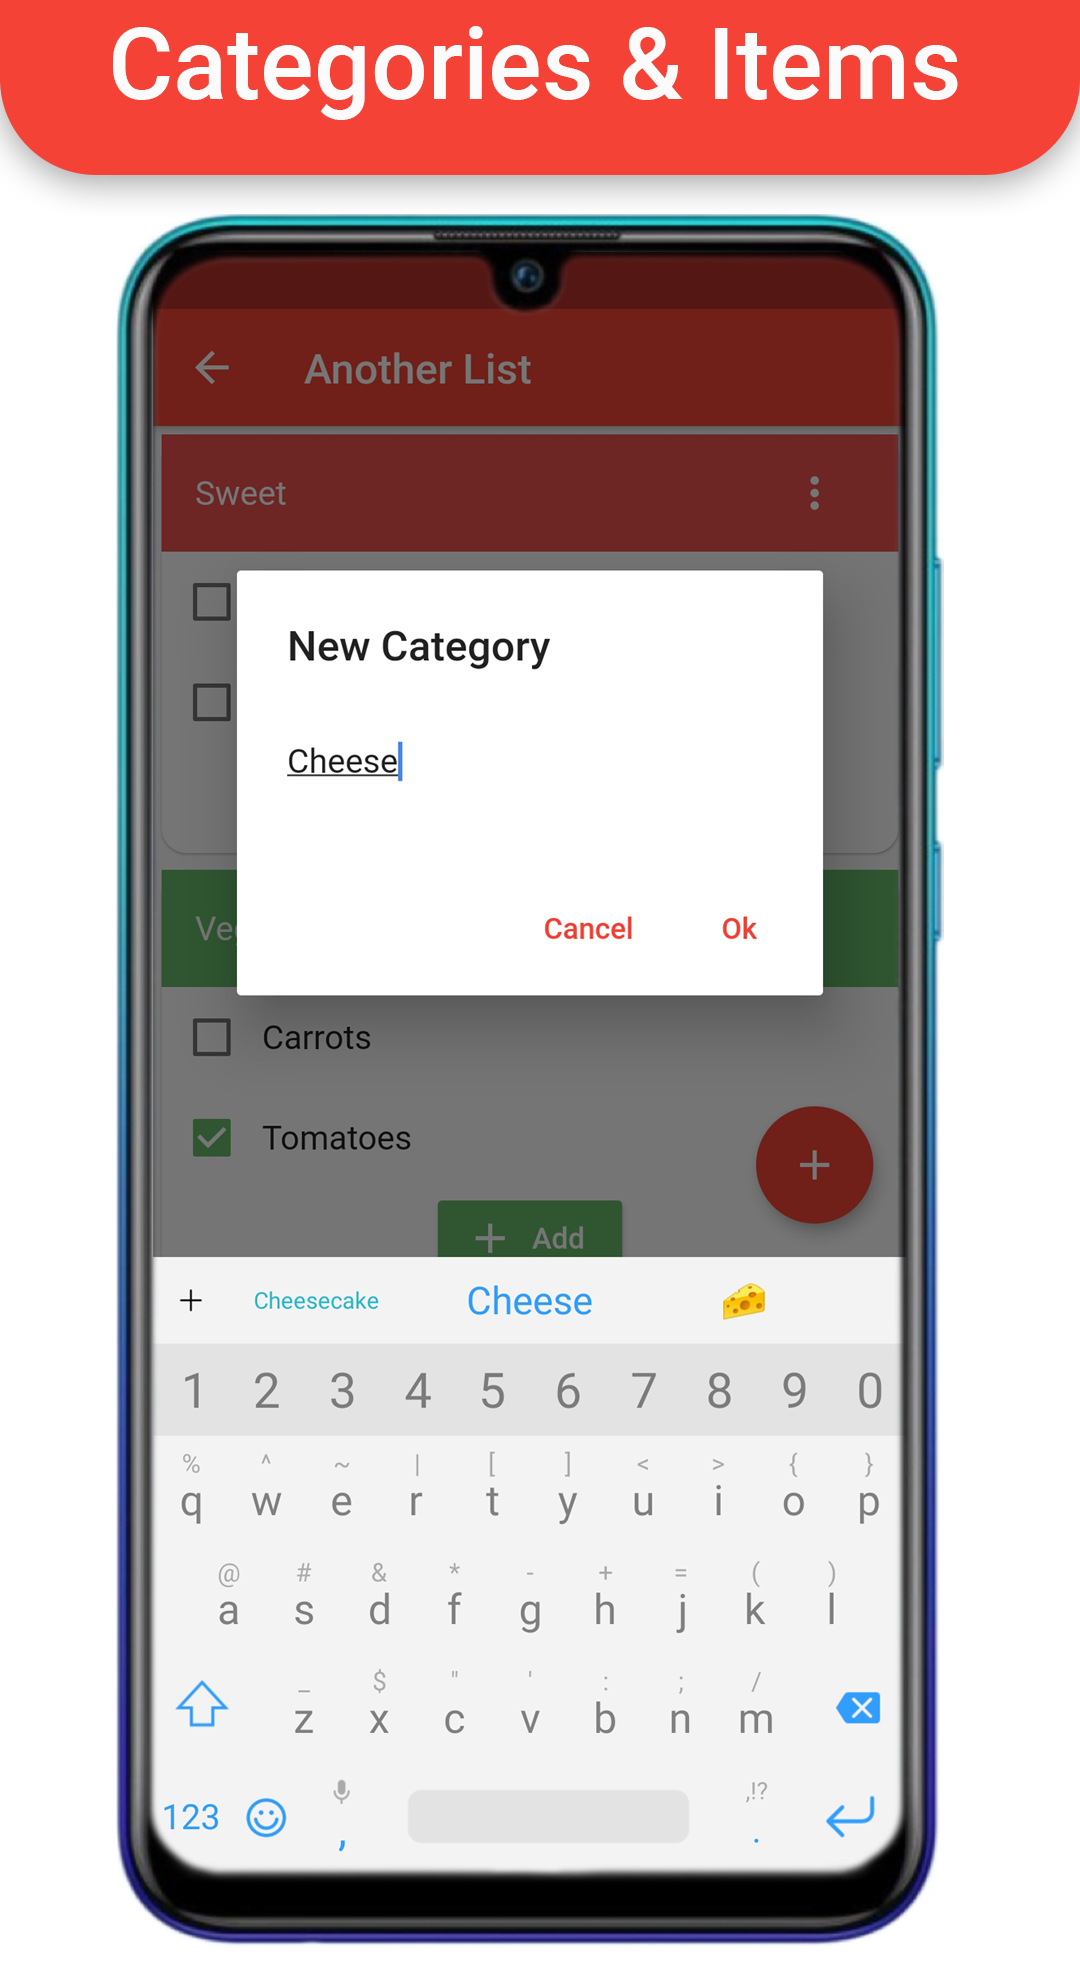 Categories & Items
Another List
Sweet
New Category
Cheese
Cancel Ok
Carrots
Tomatoes
+ Add
+ Cheesecake Cheese
1 2 3 4 5 6 7 8 9 0
% ^ ~ | [ ] < > { }
q w e r t y u i o p
@ # & * - + = ( )
a s d f g h j k l
_ $ " ' : ; /
z x c v b n m
,!?
123 , .